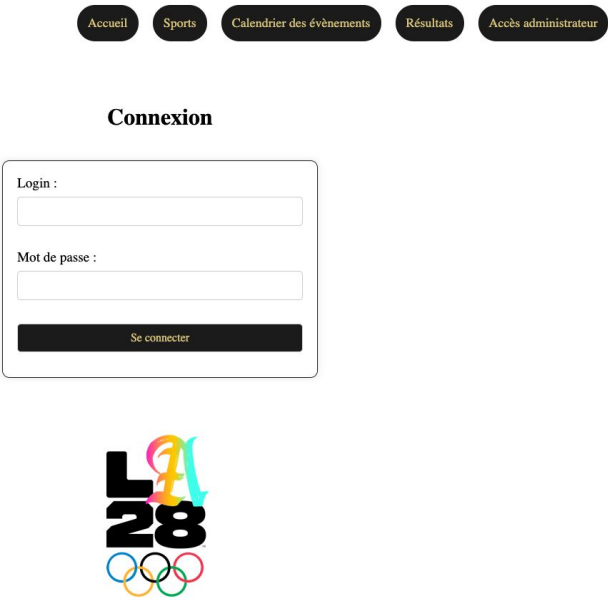 Accueil Sports Calendrier des évènements Résultats Accès administrateur
Connexion
Login :
Mot de passe :
Se connecter
LA
28